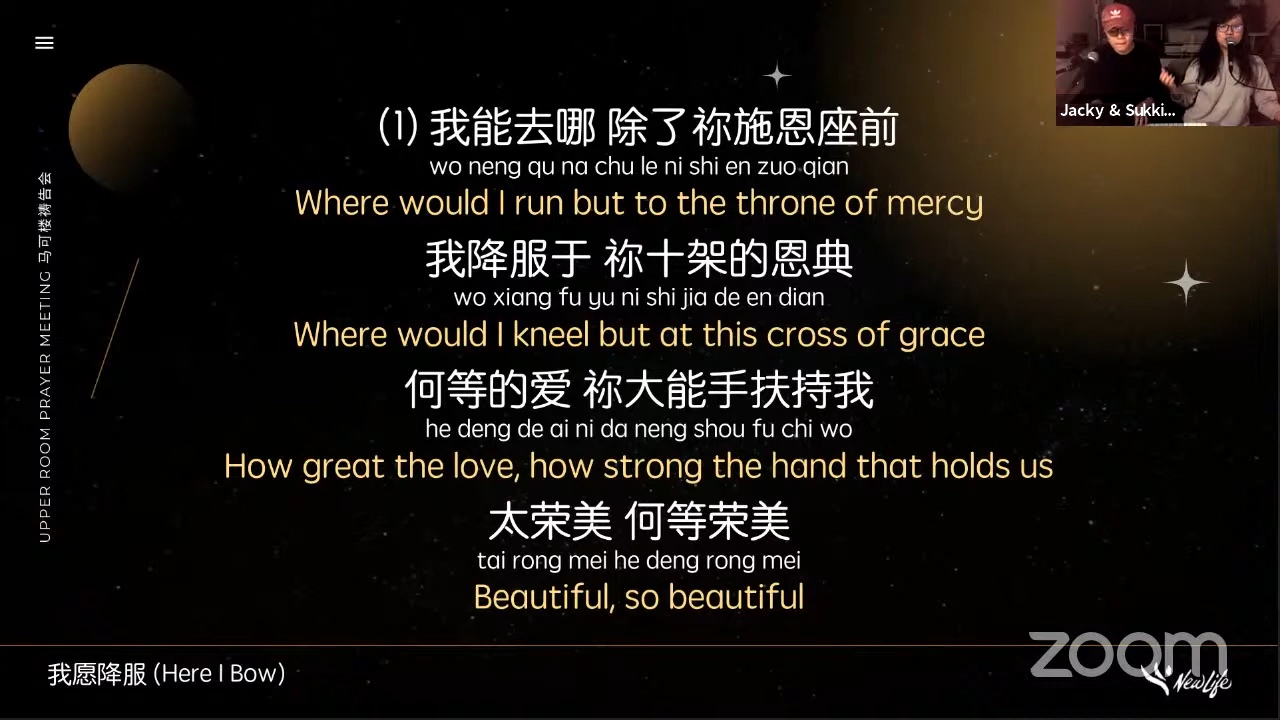 Jacky & Sukki...
(1) 我能去哪 除了祢施恩座前
wo neng qu na chu le ni shi en zuo qian
Where would I run but to the throne of mercy
我降服于 祢十架的恩典
wo xiang fu yu ni shi jia de en dian
Where would I kneel but at this cross of grace
何等的爱 祢大能手扶持我
he deng de ai ni da neng shou fu chi wo
How great the love, how strong the hand that holds us
太荣美 何等荣美
tai rong mei he deng rong mei
Beautiful, so beautiful
UPPER ROOM PRAYER MEETING 马可楼祷告会
我愿降服 (Here I Bow)
zoom
NewLife